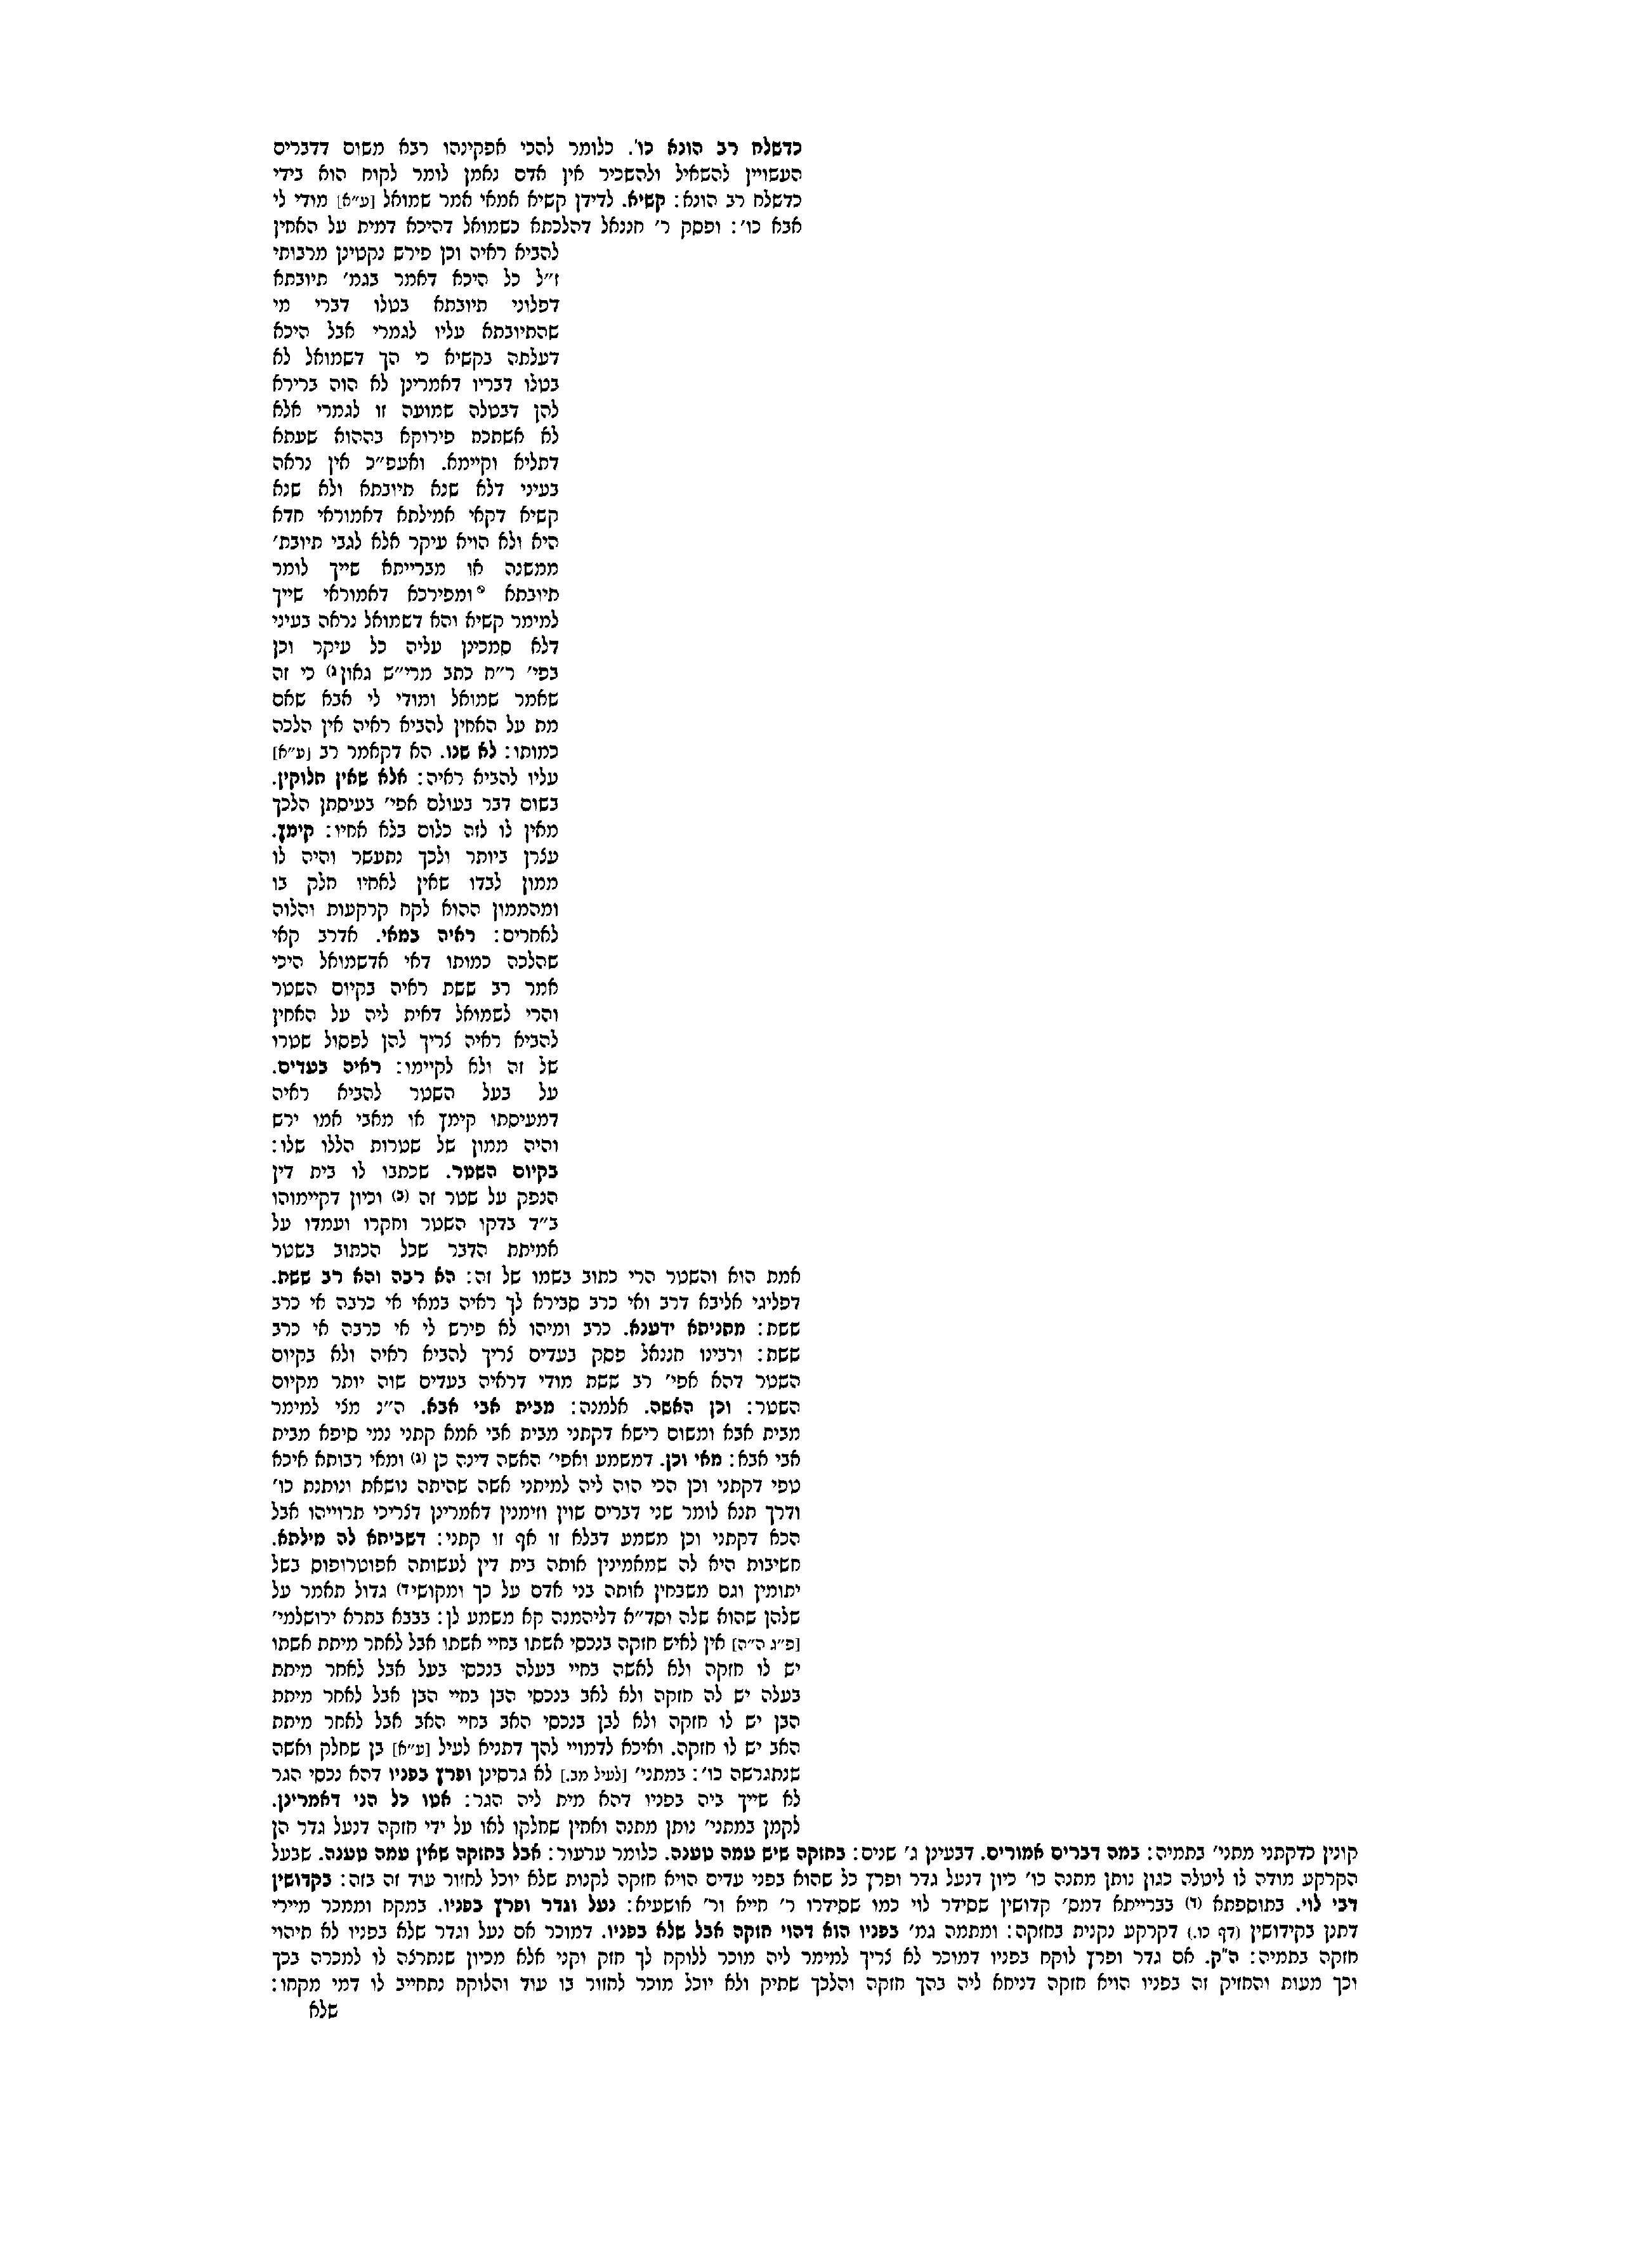 כדשלח רב הונא כו'. כלומר להכי אפקינהו רבא משום דדברים
העשויין להשאיל ולהשכיר אין אדם נאמן לומר לקוח הוא בידי
כדשלח רב הונא: קשיא. לדידן קשיא אמאי אמר שמואל [ע"א] מודי לי
אבא כו': ופסק ר' חננאל דהלכתא כשמואל דהיכא דמית על האחין
להביא ראיה וכן פירש נקטינן מרבותי
ז"ל כל היכא דאמר בגמ' תיובתא
דפלוני תיובתא בטלו דברי מי
שהתיובתא עליו לגמרי אבל היכא
דעלתה בקשיא כי הך דשמואל לא
בטלו דבריו דאמרינן לא הוה ברירא
להן דבטלה שמועה זו לגמרי אלא
לא אשתכח פירוקא בההוא שעתא
דתליא וקיימא. ואעפ"כ אין נראה
בעיני דלא שנא תיובתא ולא שנא
קשיא דקאי אמילתא דאמוראי חדא
היא ולא הויא עיקר אלא לגבי תיובת'
ממשנה או מברייתא שייך לומר
תיובתא ומפירכא דאמוראי שייך
למימר קשיא והא דשמואל נראה בעיני
דלא סמכינן עליה כל עיקר וכן
בפי' ר"ח כתב מרי"ש גאון ג) כי זה
שאמר שמואל ומודי לי אבא שאם
מת על האחין להביא ראיה אין הלכה
כמותו: לא שנו. הא דקאמר רב [ע"א]
עליו להביא ראיה: אלא שאין חלוקין.
בשום דבר בעולם אפי' בעיסתן הלכך
מאין לו לזה כלום בלא אחיו: קימץ.
עצרן ביותר ולכך נתעשר והיה לו
ממון לבדו שאין לאחיו חלק בו
ומהממון ההוא לקח קרקעות והלוה
לאחרים: ראיה במאי. אדרב קאי
שהלכה כמותו דאי אדשמואל היכי
אמר רב ששת ראיה בקיום השטר
והרי לשמואל דאית ליה על האחין
להביא ראיה צריך להן לפסול שטרו
של זה ולא לקיימו: ראיה בעדים.
על בעל השטר להביא ראיה
דמעיסתו קימץ או מאבי אמו ירש
והיה ממון של שטרות הללו שלו:
בקיום השטר. שכתבו לו בית דין
הנפק על שטר זה (ב) וכיון דקיימוהו
ב"ד בדקו השטר וחקרו ועמדו על
אמיתת הדבר שכל הכתוב בשטר
אמת הוא והשטר הרי כתוב בשמו של זה: הא רבה והא רב ששת.
דפליגי אליבא דרב ואי כרב סבירא לך ראיה במאי אי כרבה אי כרב
ששת: מתניתא ידענא. כרב ומיהו לא פירש לי אי כרבה אי כרב
ששת: ורבינו חננאל פסק בעדים צריך להביא ראיה ולא בקיום
השטר דהא אפי' רב ששת מודי דראיה בעדים שוה יותר מקיום
השטר: וכן האשה. אלמנה: מבית אבי אבא. ה"נ מצי למימר
מבית אבא ומשום רישא דקתני מבית אבי אמא קתני נמי סיפא מבית
אבי אבא: מאי וכן. דמשמע ואפי' האשה דינה כן (ג) ומאי רבותא איכא
טפי דקתני וכן הכי הוה ליה למיתני אשה שהיתה נושאת ונותנת כו'
ודרך תנא לומר שני דברים שוין וזימנין דאמרינן דצריכי תרוייהו אבל
הכא דקתני וכן משמע דבלא זו אף זו קתני: דשביחא לה מילתא.
חשיבות היא לה שמאמינין אותה בית דין לעשותה אפוטרופוס בשל
יתומין וגם משבחין אותה בני אדם על כך ומקושי ד) גדול תאמר על
שלהן שהוא שלה וסד"א דליהמנה קא משמע לן: בבבא בתרא ירושלמי'
[פ"ג ה"ה] אין לאיש חזקה בנכסי אשתו בחיי אשתו אבל לאחר מיתת אשתו
יש לו חזקה ולא לאשה בחיי בעלה בנכסי בעל אבל לאחר מיתת
בעלה יש לה חזקה ולא לאב בנכסי הבן בחיי הבן אבל לאחר מיתת
הבן יש לו חזקה ולא לבן בנכסי האב בחיי האב אבל לאחר מיתת
האב יש לו חזקה. ואיכא לדמויי להך דתניא לעיל [ע"א] בן שחלק ואשה
שנתגרשה כו': במתני' [לעיל מב.] לא גרסינן ופרץ בפניו דהא נכסי הגר
לא שייך ביה בפניו דהא מית ליה הגר: אטו כל הני דאמרינן.
לקמן במתני' נותן מתנה ואחין שחלקו לאו על ידי חזקה דנעל גדר הן
קונין כדקתני מתני' בתמיה: במה דברים אמורים. דבעינן ג' שנים: בחזקה שיש עמה טענה. כלומר ערעור: אבל בחזקה שאין עמה טענה. שבעל
הקרקע מודה לו ליטלה כגון נותן מתנה כו' כיון דנעל גדר ופרץ כל שהוא בפני עדים הויא חזקה לקנות שלא יוכל לחזור עוד זה בזה: בקדושין
דבי לוי. בתוספתא (ד) בברייתא דמס' קדושין שסידר לוי כמו שסידרו ר' חייא ור' אושעיא: נעל וגדר ופרץ בפניו. במקח וממכר מיירי
דתנן בקידושין (דף כו.) דקרקע נקנית בחזקה: ומתמה גמ' בפניו הוא דהוי חזקה אבל שלא בפניו. דמוכר אם נעל וגדר שלא בפניו לא תיהוי
חזקה בתמיה: ה"ק. אם גדר ופרץ לוקח בפניו דמוכר לא צריך למימר ליה מוכר ללוקח לך חזק וקני אלא מכיון שנתרצה לו למכרה בכך
וכך מעות והחזיק זה בפניו הויא חזקה דניחא ליה בהך חזקה והלכך שתיק ולא יוכל מוכר לחזור בו עוד והלוקח נתחייב לו דמי מקחו:
שלא